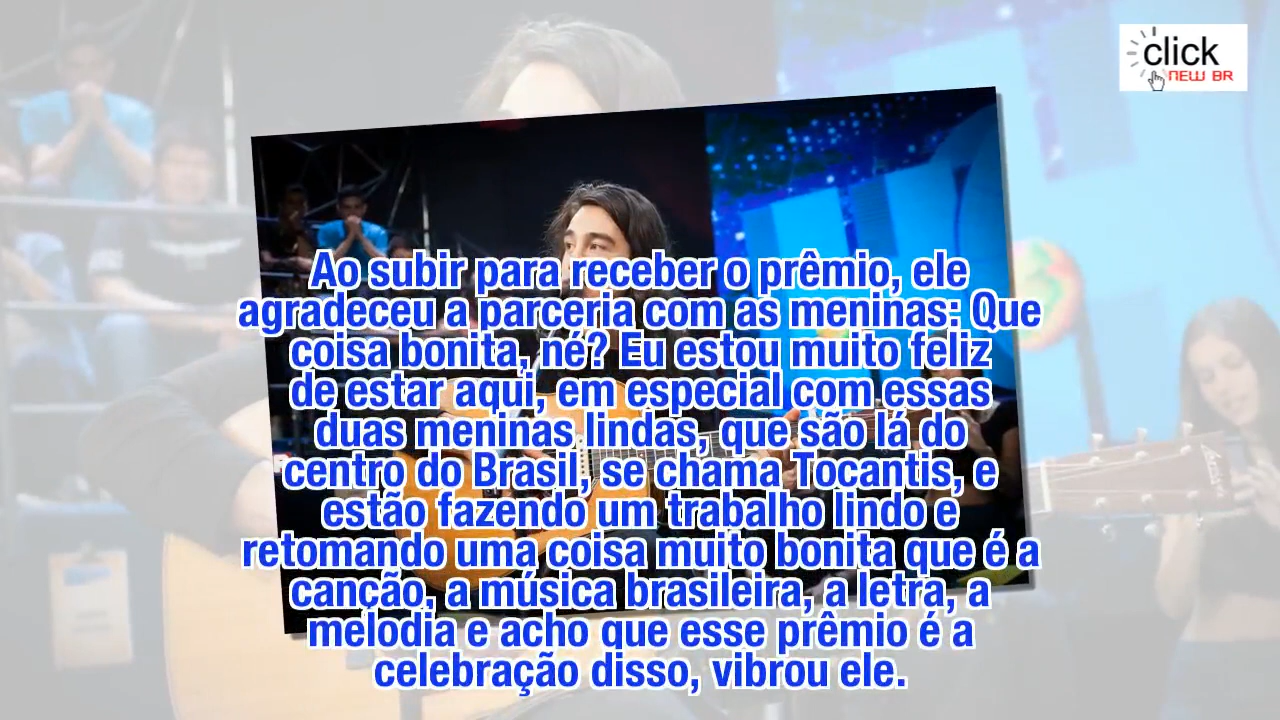 click
NEW BR
Ao subir para receber o prêmio, ele
agradeceu a parceria com as meninas: Que
coisa bonita, né? Eu estou muito feliz
de estar aqui, em especial com essas
duas meninas lindas, que são lá do
centro do Brasil, se chama Tocantis, e
estão fazendo um trabalho lindo e
retomando uma coisa muito bonita que é a
canção, a música brasileira, a letra, a
melodia e acho que esse prêmio é a
celebração disso, vibrou ele.